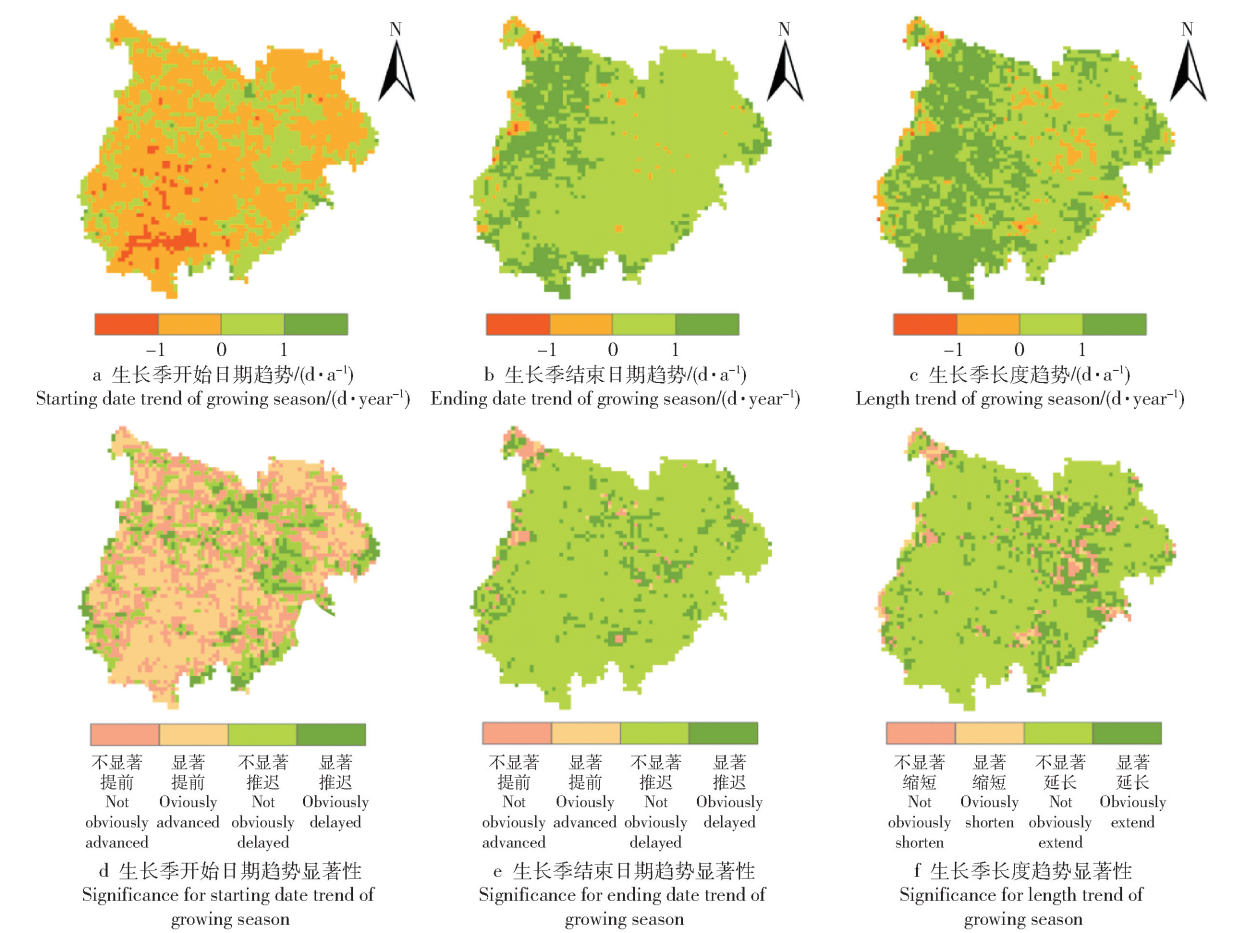 N
N
N
−1 0 1
−1 0 1
−1 0 1
a 生长季开始日期趋势/(d·a⁻¹)
Starting date trend of growing season/(d·year⁻¹)
b 生长季结束日期趋势/(d·a⁻¹)
Ending date trend of growing season/(d·year⁻¹)
c 生长季长度趋势/(d·a⁻¹)
Length trend of growing season/(d·year⁻¹)
不显著
提前
Not
obviously
advanced
显著
提前
Oviously
advanced
不显著
推迟
Not
obviously
delayed
显著
推迟
Obviously
delayed
d 生长季开始日期趋势显著性
Significance for starting date trend of
growing season
不显著
提前
Not
obviously
advanced
显著
提前
Oviously
advanced
不显著
推迟
Not
obviously
delayed
显著
推迟
Obviously
delayed
e 生长季结束日期趋势显著性
Significance for ending date trend of
growing season
不显著
缩短
Not
obviously
shorten
显著
缩短
Oviously
shorten
不显著
延长
Not
obviously
extend
显著
延长
Obviously
extend
f 生长季长度趋势显著性
Significance for length trend of
growing season